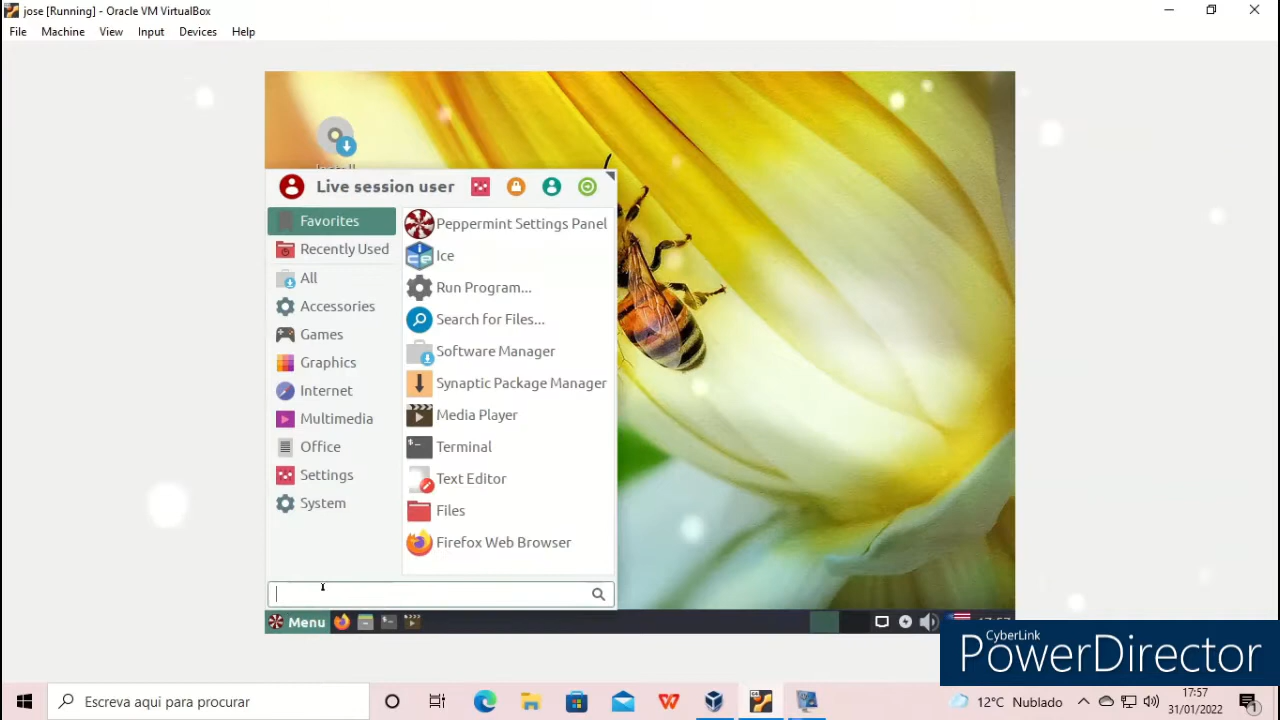 jose [Running] - Oracle VM VirtualBox
File Machine View Input Devices Help
Live session user
Favorites
Recently Used
All
Accessories
Games
Graphics
Internet
Multimedia
Office
Settings
System
Peppermint Settings Panel
Ice
Run Program...
Search for Files...
Software Manager
Synaptic Package Manager
Media Player
Terminal
Text Editor
Files
Firefox Web Browser
Menu
CyberLink
PowerDirector
Escreva aqui para procurar
12°C Nublado
17:57
31/01/2022
1